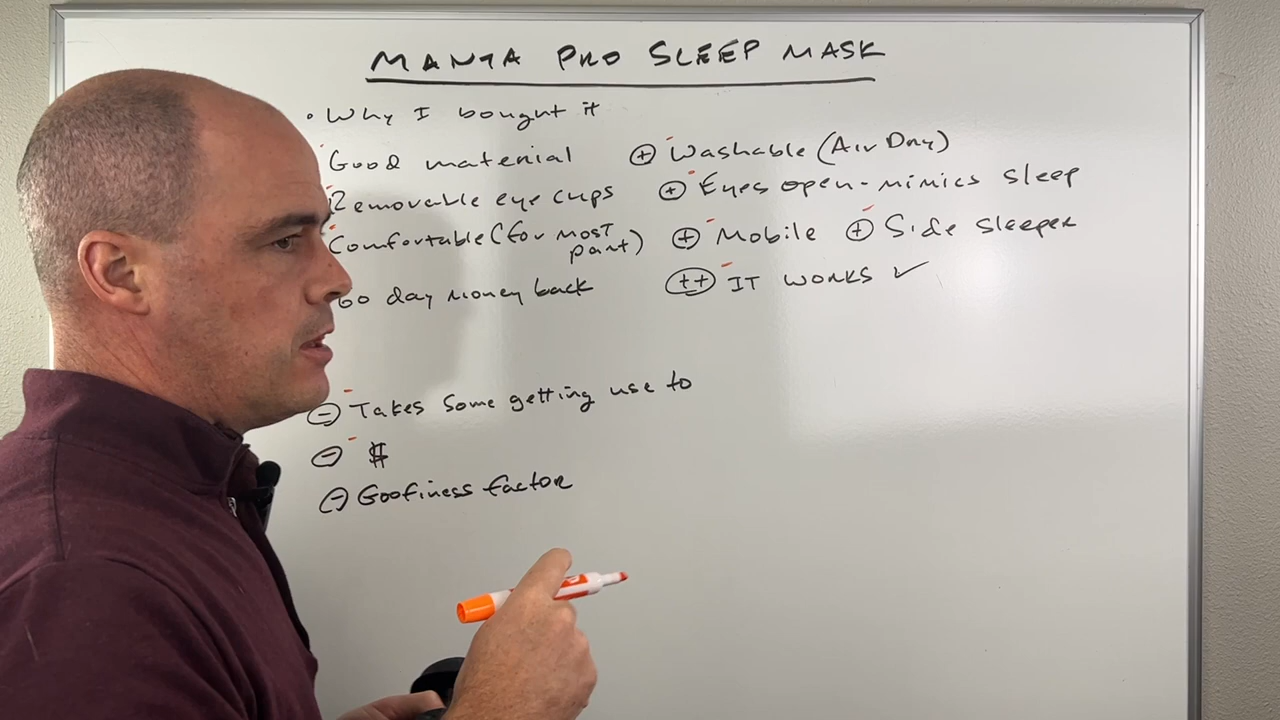 MANTA PRO SLEEP MASK
• Why I bought it
Good material ⊕ Washable (Air Dry)
Removable eye cups ⊕ Eyes open-mimics sleep
Comfortable (for most part) ⊕ Mobile ⊕ Side sleeper
60 day money back (++) IT WORKS ✓
⊖ Takes some getting use to
⊖ $
⊖ Goofiness factor